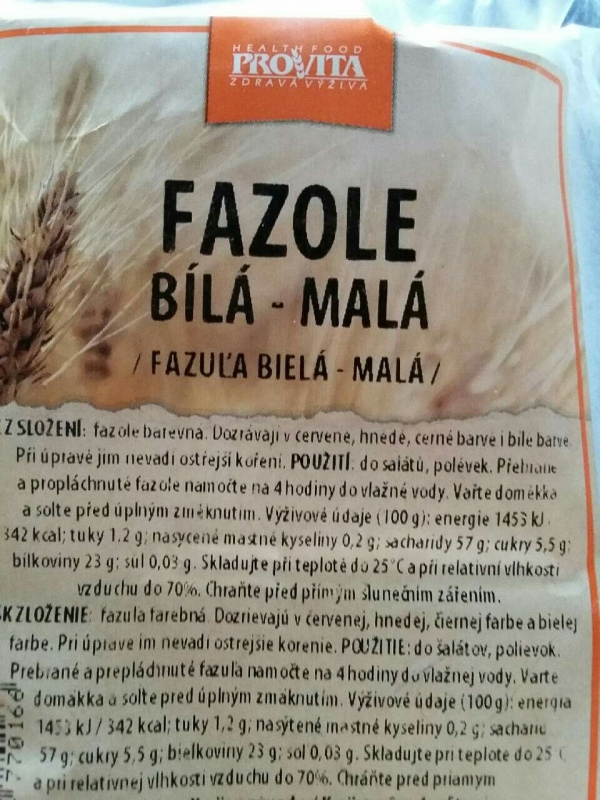 HEALTH FOOD
PROVITA
ZDRAVÁ VÝŽIVA
FAZOLE
BÍLÁ - MALÁ
/ FAZUĽA BIELÁ - MALÁ /
CZ SLOŽENÍ: fazole barevná. Dozrávají v červené, hnědé, černé barvě i bílé barvě.
Při úpravě jim nevadí ostřejší koření. POUŽITÍ: do salátů, polévek. Přebrané
a propláchnuté fazole namočte na 4 hodiny do vlažné vody. Vařte doměkka
a solte před úplným změknutím. Výživové údaje (100 g): energie 1453 kJ
342 kcal; tuky 1.2 g; nasycené mastné kyseliny 0,2 g; sacharidy 57 g; cukry 5,5 g;
bílkoviny 23 g; sůl 0,03 g. Skladujte při teplotě do 25°C a při relativní vlhkosti
vzduchu do 70%. Chraňte před přímým slunečním zářením.
SK ZLOŽENIE: fazuľa farebná. Dozrievajú v červenej, hnedej, čiernej farbe a bielej
farbe. Pri úprave im nevadí ostrejšie korenie. POUŽITIE: do šalátov, polievok.
Prebrané a prepláchnuté fazuľa namočte na 4 hodiny do vlažnej vody. Varte
domäkka a solte pred úplným zmäknutím. Výživové údaje (100g): energia
1453 kJ / 342 kcal; tuky 1,2 g; nasýtené mastné kyseliny 0,2 g;
57 g; cukry 5,5 g; bielkoviny 23 g; sol 0,03 g. Skladujte pri teplote do 25
a pri relatívnej vlhkosti vzduchu do 70%. Chráňte pred priamym